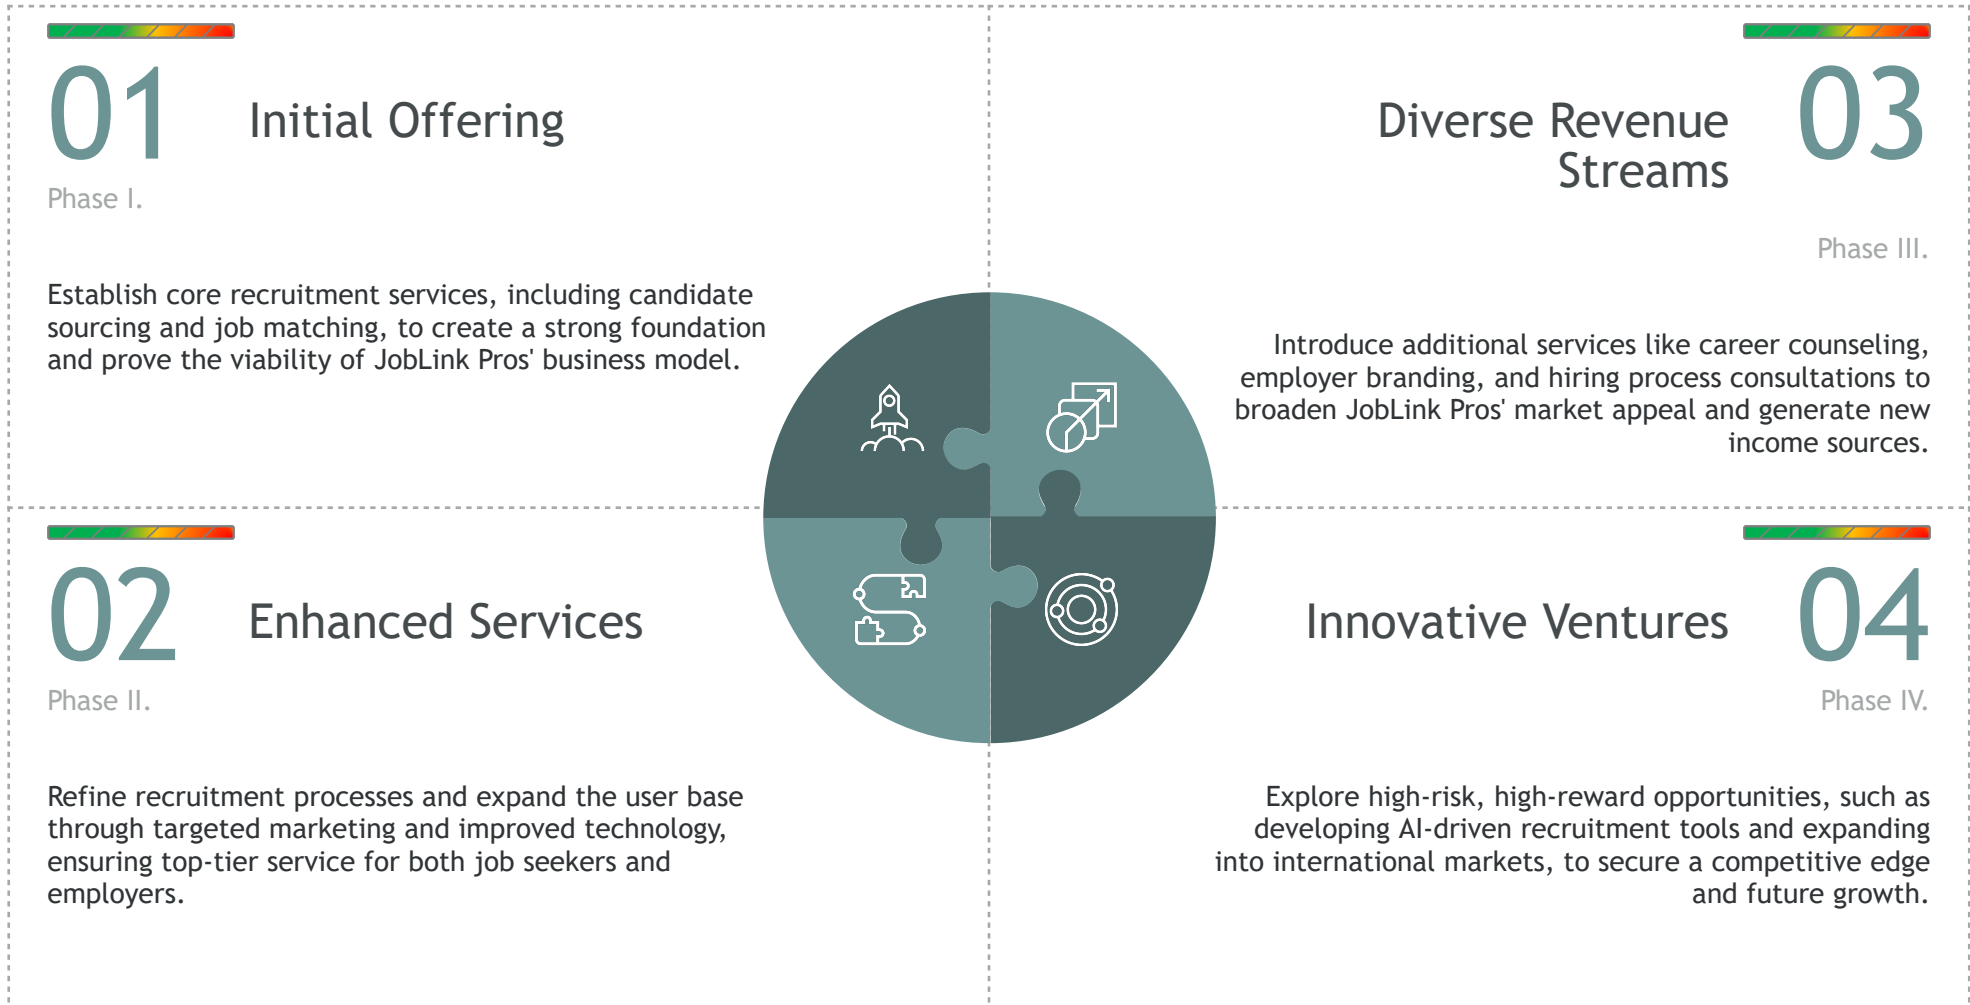 01
Initial Offering
Phase I.
Establish core recruitment services, including candidate
sourcing and job matching, to create a strong foundation
and prove the viability of JobLink Pros' business model.
02
Enhanced Services
Phase II.
Refine recruitment processes and expand the user base
through targeted marketing and improved technology,
ensuring top-tier service for both job seekers and
employers.
Diverse Revenue
Streams
03
Phase III.
Introduce additional services like career counseling,
employer branding, and hiring process consultations to
broaden JobLink Pros' market appeal and generate new
income sources.
Innovative Ventures
04
Phase IV.
Explore high-risk, high-reward opportunities, such as
developing AI-driven recruitment tools and expanding
into international markets, to secure a competitive edge
and future growth.